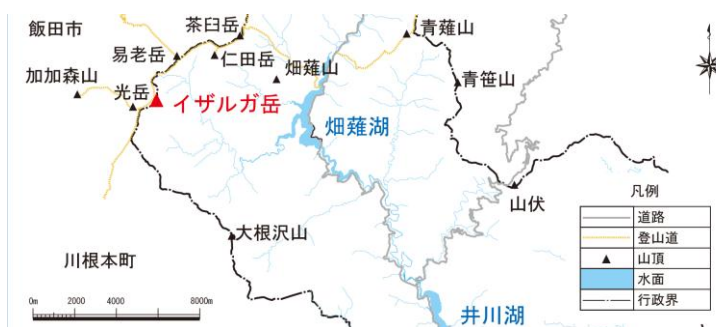 茶臼岳
青薙山
飯田市
易老岳
仁田岳
畑薙山
加加森山
光岳
イザルガ岳
青笹山
畑薙湖
山伏
大根沢山
川根本町
井川湖
凡例
道路
登山道
山頂
水面
行政界
0m 2000 4000 6000 8000m